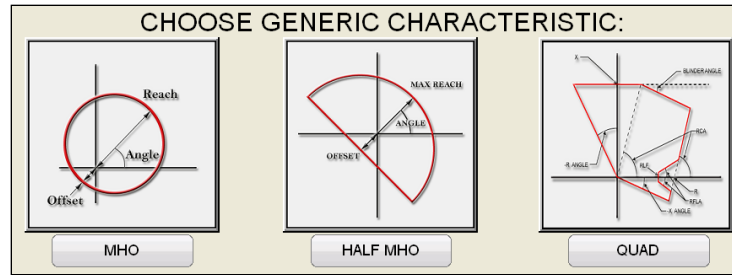 CHOOSE GENERIC CHARACTERISTIC:
Reach
Angle
Offset
MHO
MAX REACH
ANGLE
OFFSET
HALF MHO
X
BLINDER ANGLE
RCA
-R ANGLE
RLF
R
RELA
-X ANGLE
QUAD